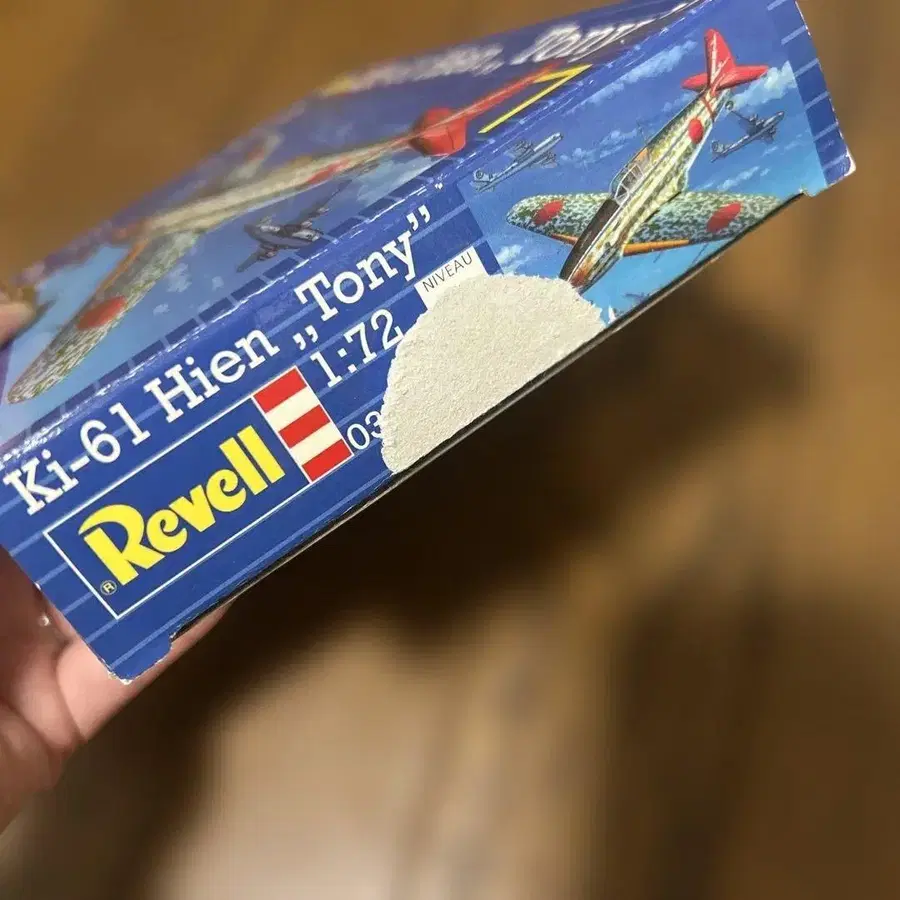 Ki-61 Hien „Tony”
1:72
NIVEAU
Revell
®
03